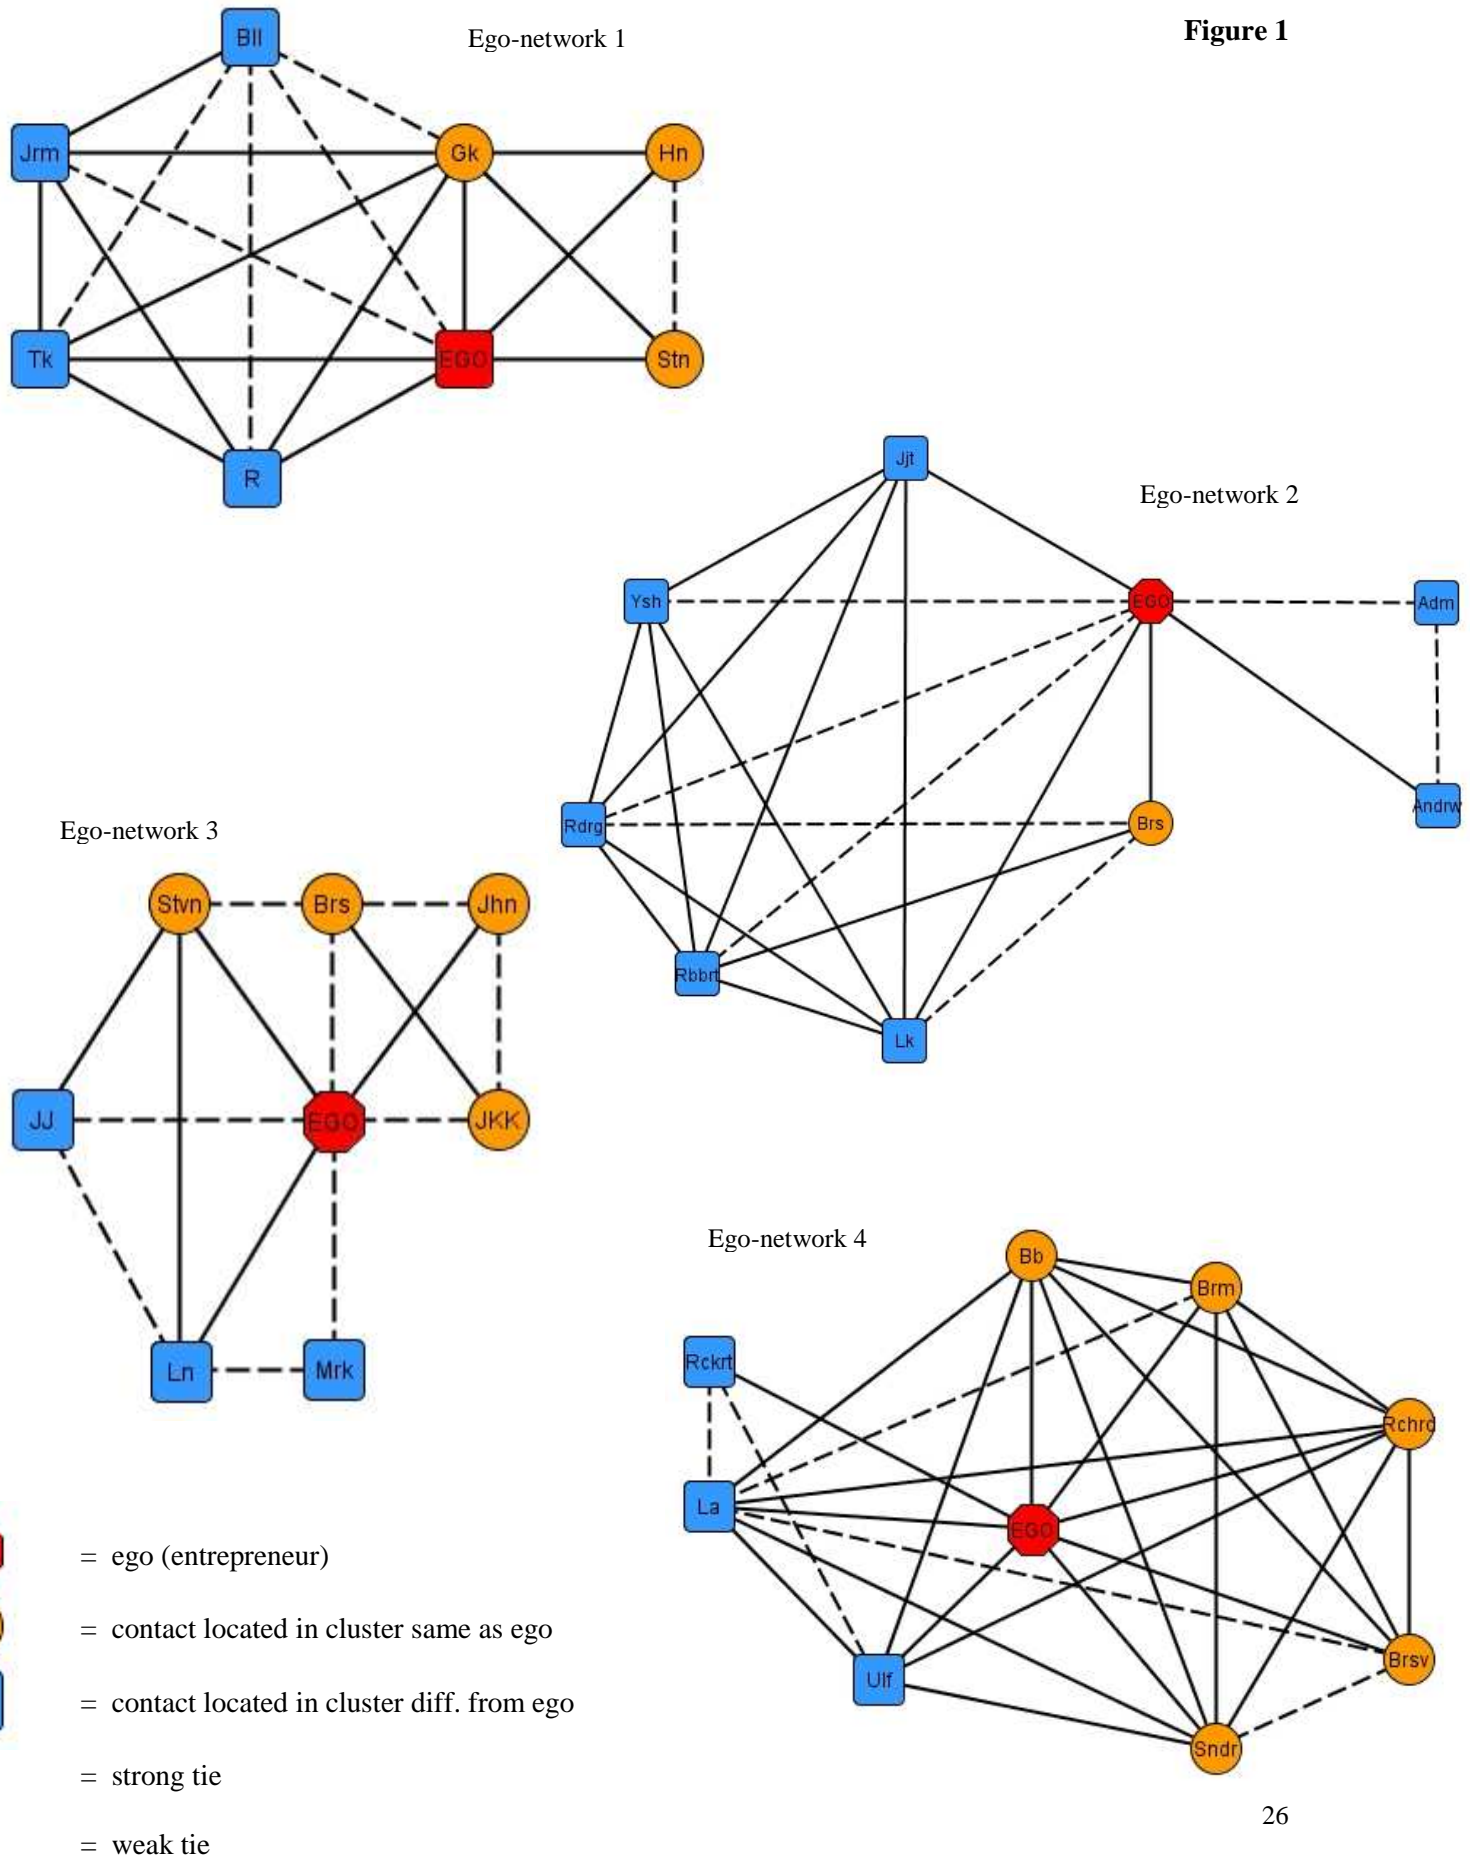 Figure 1
Ego-network 1
Bll
Jrm
Gk
Hn
Tk
EGO
Stn
R
Ego-network 2
Jjt
Ysh
EGO
Adm
Rdrg
Brs
Andrw
Rbbrt
Lk
Ego-network 3
Stvn
Brs
Jhn
JJ
EGO
JKK
Ln
Mrk
Ego-network 4
Bb
Brm
Rckrt
Rchrd
La
EGO
Ulf
Brsv
Sndr
= ego (entrepreneur)
= contact located in cluster same as ego
= contact located in cluster diff. from ego
= strong tie
= weak tie
26